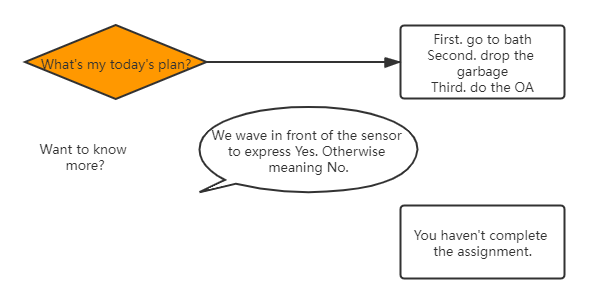 What's my today's plan?
First. go to bath
Second. drop the
garbage
Third. do the OA
Want to know
more?
We wave in front of the sensor
to express Yes. Otherwise
meaning No.
You haven't complete
the assignment.